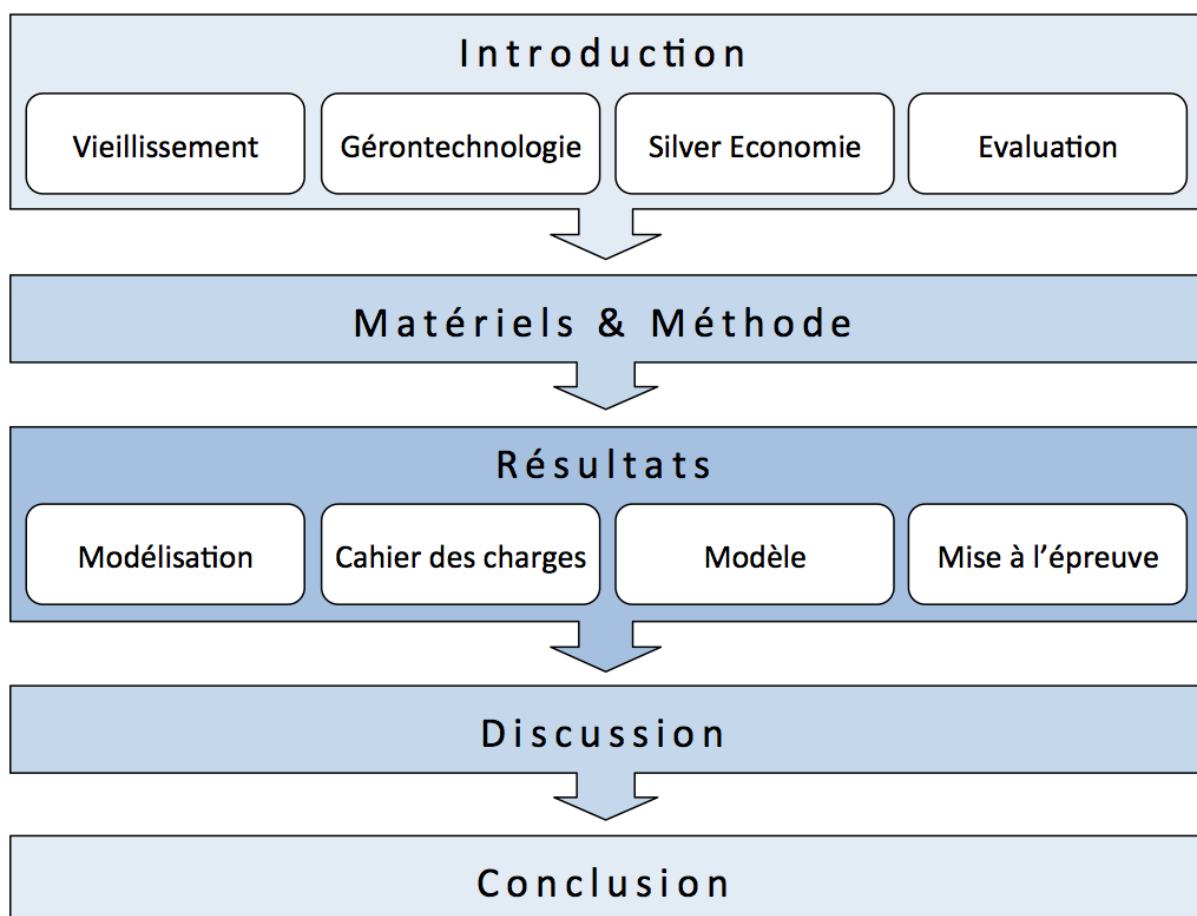 Introduction
Vieillissement
Gérontechnologie
Silver Economie
Evaluation
Matériels & Méthode
Résultats
Modélisation
Cahier des charges
Modèle
Mise à l'épreuve
Discussion
Conclusion